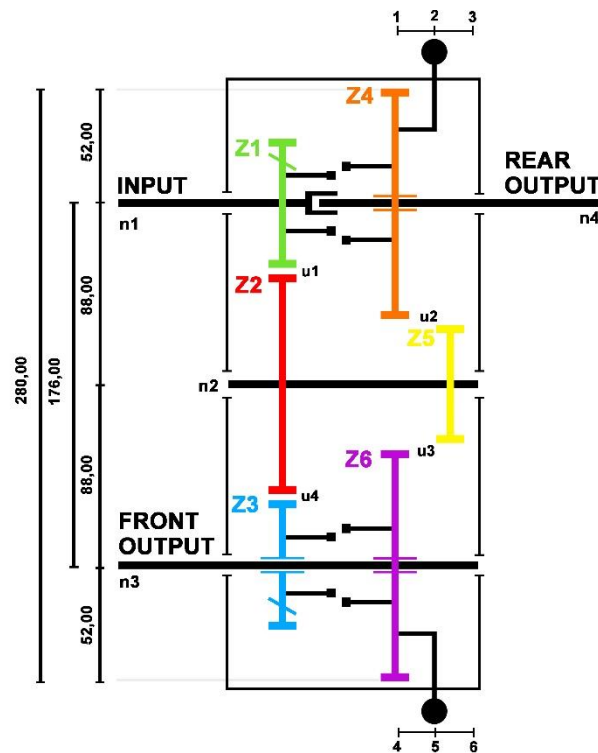 1 2 3
Z4
Z1
52,00
INPUT
REAR
OUTPUT
n1
n4
u1
Z2
u2
Z5
88,00
280,00
176,00
n2
u3
Z6
88,00
u4
Z3
FRONT
OUTPUT
n3
52,00
4 5 6